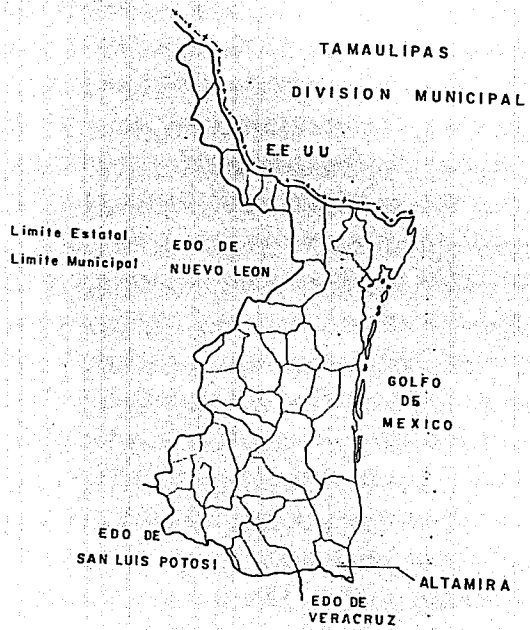 TAMAULIPAS
DIVISION MUNICIPAL
E.E U U
Limite Estatal
Limite Municipal
EDO DE
NUEVO LEON
GOLFO
DE
MEXICO
EDO DE
SAN LUIS POTOSI
ALTAMIRA
EDO DE
VERACRUZ